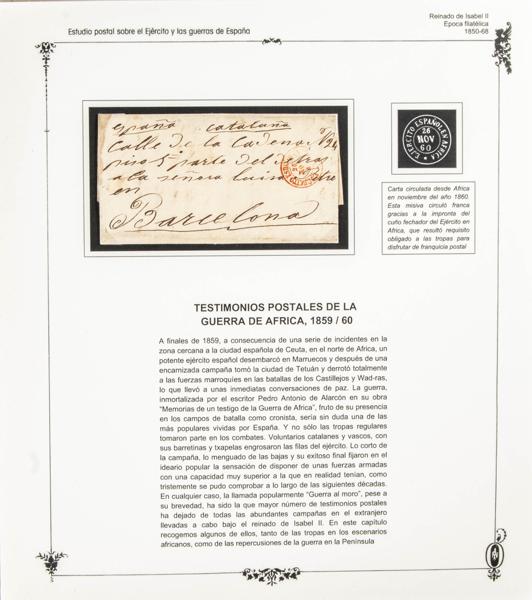 Estudio postal sobre el Ejército y las guerras de España
Reinado de Isabel II
Epoca filatélica
1850-68
españa cataluña
Calle de la Cadena Nº 24
piso 5º parte del detras
a la señora luisa
en
Barcelona
EJERCITO ESPAÑOL EN AFRICA
26
NOV
60
Carta circulada desde Africa
en noviembre del año 1860.
Esta misiva circuló franca
gracias a la impronta del
cuño fechador del Ejército en
Africa, que resultó requisito
obligado a las tropas para
disfrutar de franquicia postal
TESTIMONIOS POSTALES DE LA
GUERRA DE AFRICA, 1859 / 60
A finales de 1859, a consecuencia de una serie de incidentes en la
zona cercana a la ciudad española de Ceuta, en el norte de Africa, un
potente ejército español desembarcó en Marruecos y después de una
encarnizada campaña tomó la ciudad de Tetuán y derrotó totalmente
a las fuerzas marroquies en las batallas de los Castillejos y Wad-ras,
lo que llevó a unas inmediatas conversaciones de paz. La guerra,
inmortalizada por el escritor Pedro Antonio de Alarcón en su obra
"Memorias de un testigo de la Guerra de Africa", fruto de su presencia
en los campos de batalla como cronista, sería sin duda una de las
más populares vividas por España. Y no sólo las tropas regulares
tomaron parte en los combates. Voluntarios catalanes y vascos, con
sus barretinas y txapelas engrosaron las filas del ejército. Lo corto de
la campaña, lo menguado de las bajas y su exitoso final fijaron en el
ideario popular la sensación de disponer de unas fuerzas armadas
con una capacidad muy superior a la que en realidad tenían, como
tristemente se pudo comprobar a lo largo de las siguientes décadas.
En cualquier caso, la llamada popularmente "Guerra al moro", pese a
su brevedad, ha sido la que mayor número de testimonios postales
ha dejado de todas las abundantes campañas en el extranjero
llevadas a cabo bajo el reinado de Isabel II. En este capítulo
recogemos algunos de ellos, tanto de las tropas en los escenarios
africanos, como de las repercusiones de la guerra en la Península